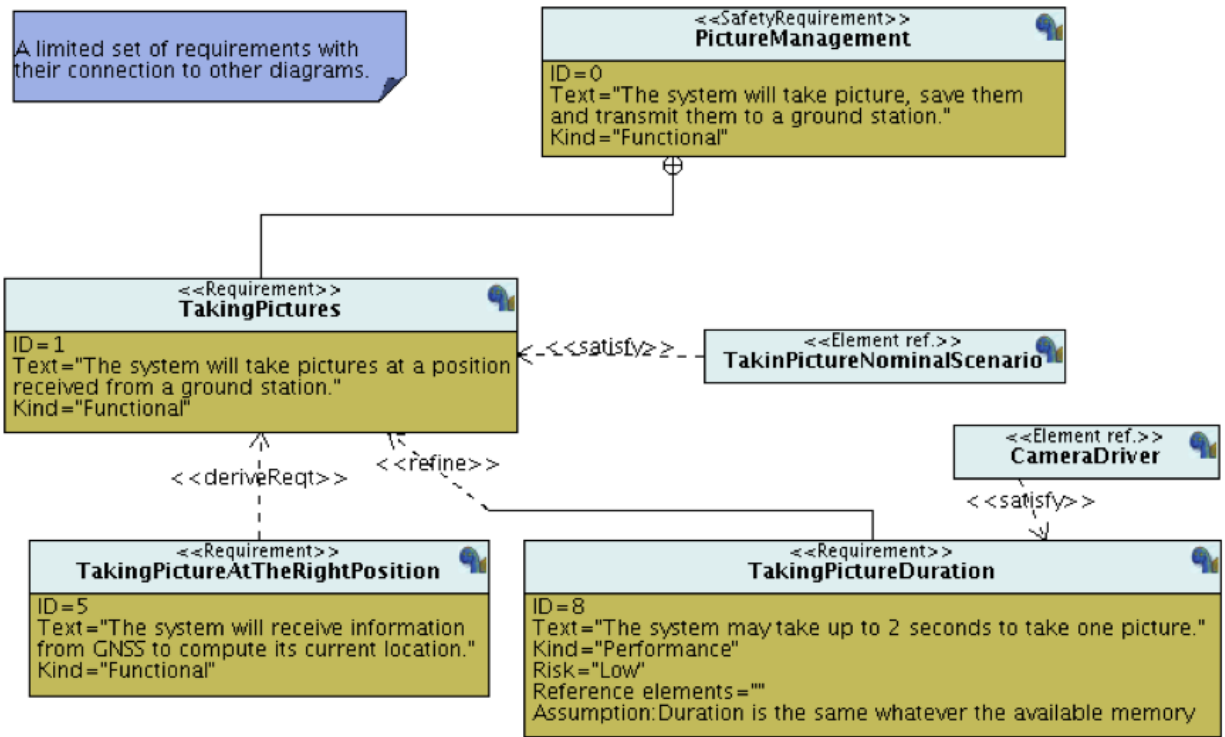 A limited set of requirements with
their connection to other diagrams.
<<SafetyRequirement>>
PictureManagement
ID=0
Text="The system will take picture, save them
and transmit them to a ground station."
Kind="Functional"
<<Requirement>>
TakingPictures
ID=1
Text="The system will take pictures at a position
received from a ground station."
Kind="Functional"
<<satisfy>>
<<Element ref.>>
TakinPictureNominalScenario
<<deriveReqt>>
<<refine>>
<<Element ref.>>
CameraDriver
<<satisfy>>
<<Requirement>>
TakingPictureAtTheRightPosition
ID=5
Text="The system will receive information
from GNSS to compute its current location."
Kind="Functional"
<<Requirement>>
TakingPictureDuration
ID=8
Text="The system may take up to 2 seconds to take one picture."
Kind="Performance"
Risk="Low"
Reference elements=""
Assumption:Duration is the same whatever the available memory